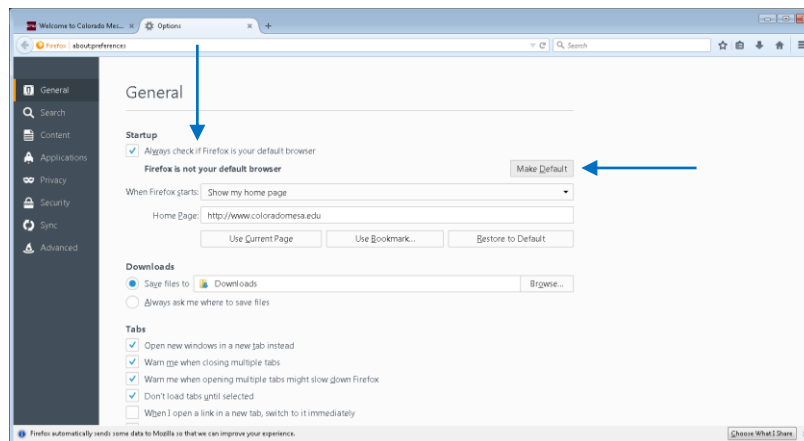 Welcome to Colorado Mes...
Options
Firefox
about:preferences
Search
General
Search
Content
Applications
Privacy
Security
Sync
Advanced
General
Startup
Always check if Firefox is your default browser
Firefox is not your default browser
Make Default
When Firefox starts:
Show my home page
Home Page:
http://www.coloradomesa.edu
Use Current Page
Use Bookmark...
Restore to Default
Downloads
Save files to
Downloads
Browse...
Always ask me where to save files
Tabs
Open new windows in a new tab instead
Warn me when closing multiple tabs
Warn me when opening multiple tabs might slow down Firefox
Don't load tabs until selected
When I open a link in a new tab, switch to it immediately
Firefox automatically sends some data to Mozilla so that we can improve your experience.
Choose What I Share